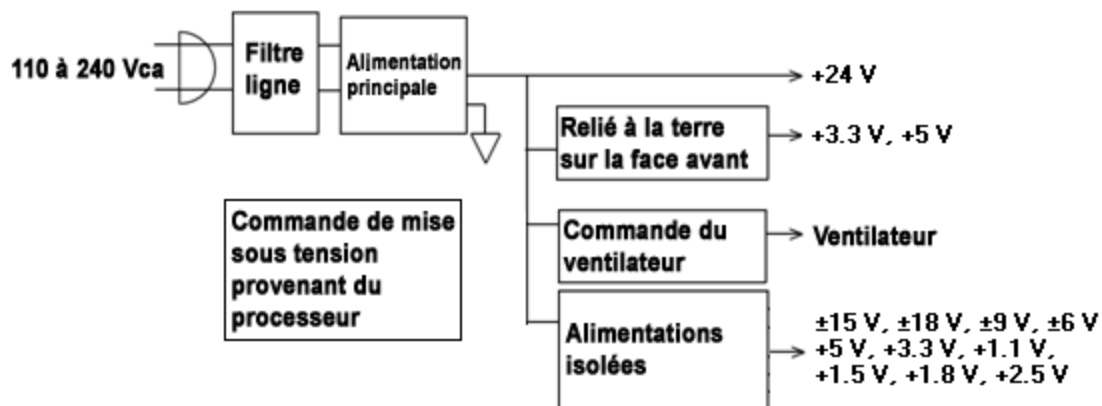 110 à 240 Vca
Filtre
ligne
Alimentation
principale
+24 V
Relié à la terre
sur la face avant
+3.3 V, +5 V
Commande de mise
sous tension
provenant du
processeur
Commande du
ventilateur
Ventilateur
Alimentations
isolées
±15 V, ±18 V, ±9 V, ±6 V
+5 V, +3.3 V, +1.1 V,
+1.5 V, +1.8 V, +2.5 V